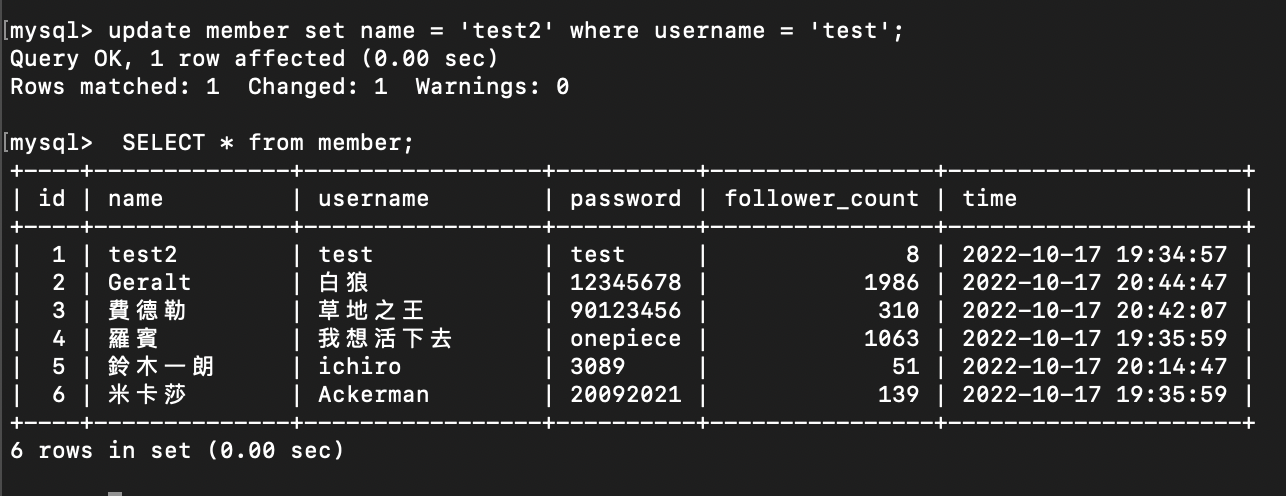 mysql> update member set name = 'test2' where username = 'test';
Query OK, 1 row affected (0.00 sec)
Rows matched: 1  Changed: 1  Warnings: 0
mysql>  SELECT * from member;
+----+---------------+------------------+----------+----------------+---------------------+
| id | name          | username         | password | follower_count | time                |
+----+---------------+------------------+----------+----------------+---------------------+
|  1 | test2         | test             | test     |              8 | 2022-10-17 19:34:57 |
|  2 | Geralt        | 白狼             | 12345678 |           1986 | 2022-10-17 20:44:47 |
|  3 | 費德勒        | 草地之王         | 90123456 |            310 | 2022-10-17 20:42:07 |
|  4 | 羅賓          | 我想活下去       | onepiece |           1063 | 2022-10-17 19:35:59 |
|  5 | 鈴木一朗      | ichiro           | 3089     |             51 | 2022-10-17 20:14:47 |
|  6 | 米卡莎        | Ackerman         | 20092021 |            139 | 2022-10-17 19:35:59 |
+----+---------------+------------------+----------+----------------+---------------------+
6 rows in set (0.00 sec)